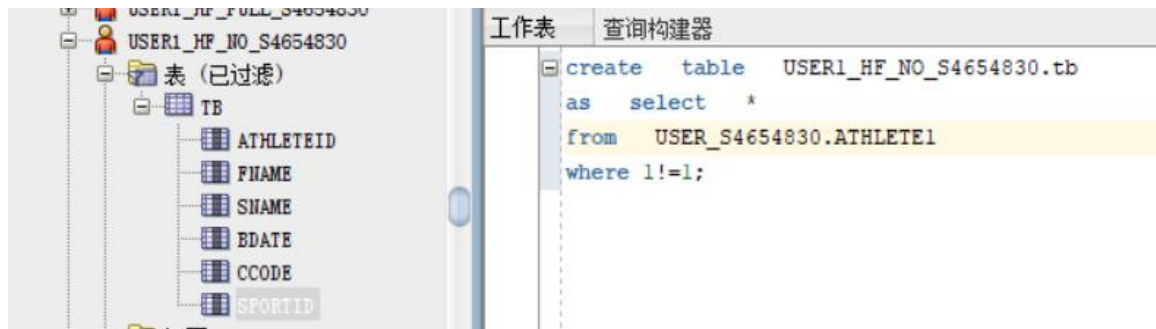 USER1_HF_FULL_S4654830
USER1_HF_NO_S4654830
表 (已过滤)
TB
ATHLETEID
FNAME
SNAME
BDATE
CCODE
SPORTID
工作表 查询构建器
create table USER1_HF_NO_S4654830.tb
as select *
from USER_S4654830.ATHLETE1
where 1!=1;